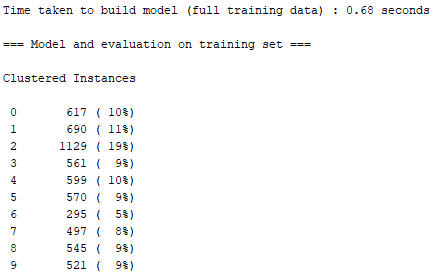 Time taken to build model (full training data) : 0.68 seconds
=== Model and evaluation on training set ===
Clustered Instances
0 617 ( 10%)
1 690 ( 11%)
2 1129 ( 19%)
3 561 ( 9%)
4 599 ( 10%)
5 570 ( 9%)
6 295 ( 5%)
7 497 ( 8%)
8 545 ( 9%)
9 521 ( 9%)